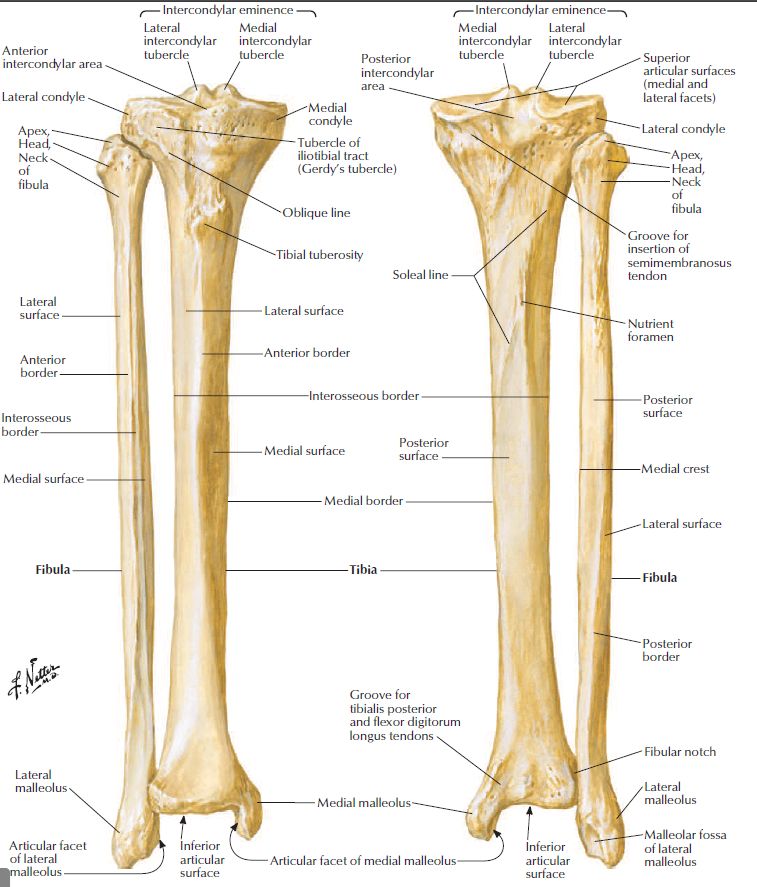 Intercondylar eminence
Lateral
intercondylar
tubercle
Medial
intercondylar
tubercle
Anterior
intercondylar area
Lateral condyle
Apex,
Head,
Neck
of
fibula
Medial
condyle
Tubercle of
iliotibial tract
(Gerdy's tubercle)
Oblique line
Tibial tuberosity
Lateral
surface
Lateral surface
Anterior
border
Anterior border
Interosseous
border
Interosseous border
Medial surface
Medial surface
Medial border
Fibula
Tibia
F. Netter
M.D.
Lateral
malleolus
Medial malleolus
Articular facet
of lateral
malleolus
Inferior
articular
surface
Articular facet of medial malleolus
Intercondylar eminence
Medial
intercondylar
tubercle
Lateral
intercondylar
tubercle
Posterior
intercondylar
area
Superior
articular surfaces
(medial and
lateral facets)
Lateral condyle
Apex,
Head,
Neck
of
fibula
Groove for
insertion of
semimembranosus
tendon
Soleal line
Nutrient
foramen
Posterior
surface
Posterior
surface
Medial crest
Lateral surface
Fibula
Posterior
border
Groove for
tibialis posterior
and flexor digitorum
longus tendons
Fibular notch
Lateral
malleolus
Malleolar fossa
of lateral
malleolus
Inferior
articular
surface